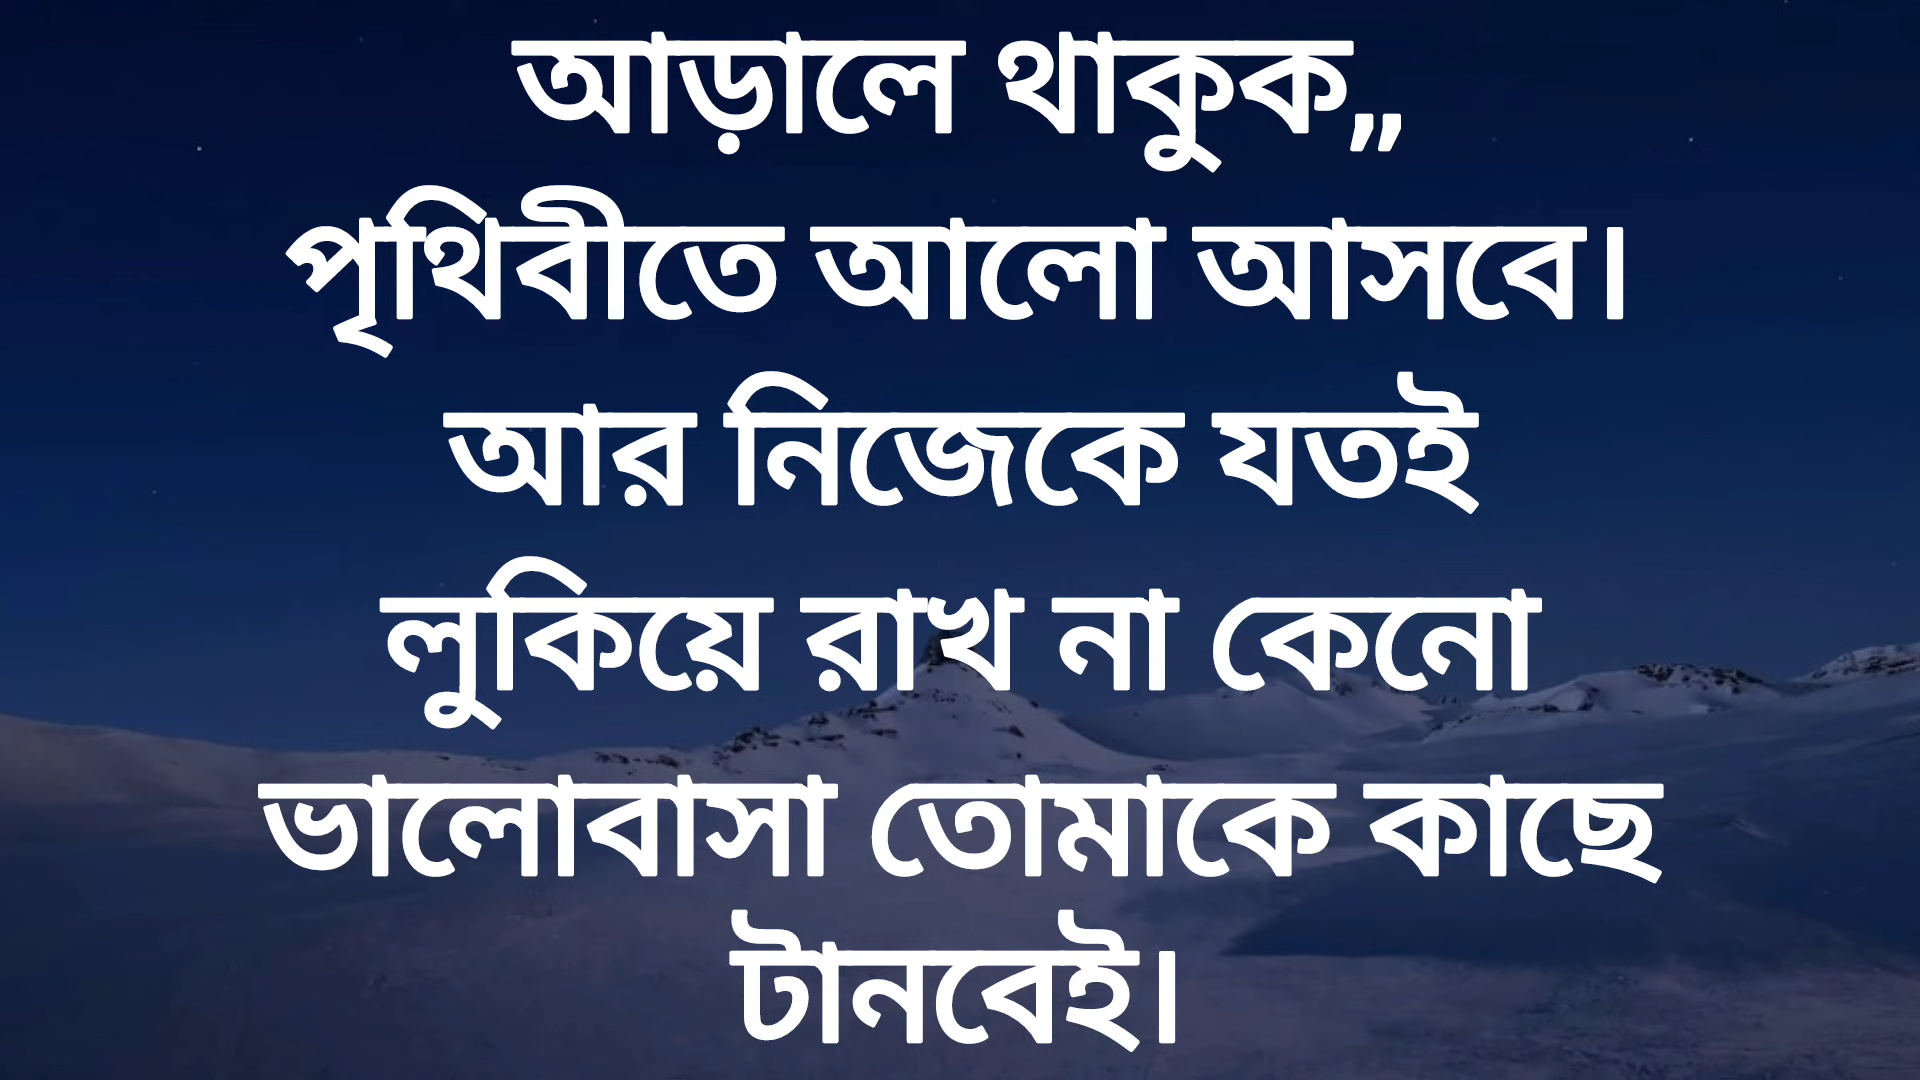 আড়ালে থাকুক,,
পৃথিবীতে আলো আসবে।
আর নিজেকে যতই
লুকিয়ে রাখ না কেনো
ভালোবাসা তোমাকে কাছে
টানবেই।